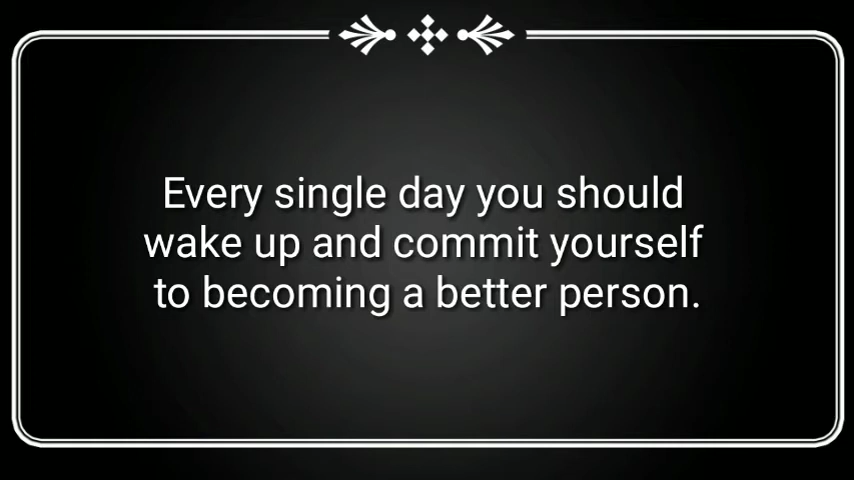 Every single day you should
wake up and commit yourself
to becoming a better person.